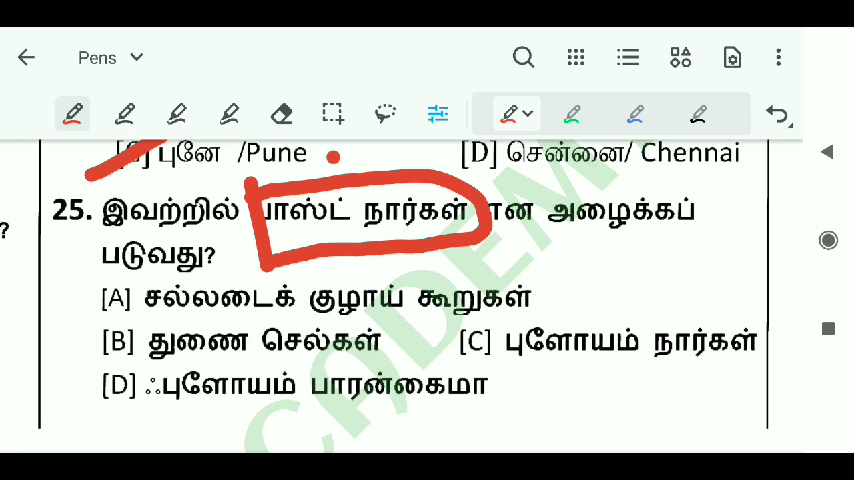 Pens
[C] புனே /Pune
[D] சென்னை/ Chennai
?
25. இவற்றில் பாஸ்ட் நார்கள் என அழைக்கப்
படுவது?
[A] சல்லடைக் குழாய் கூறுகள்
[B] துணை செல்கள்
[C] புளோயம் நார்கள்
[D] ஃபுளோயம் பாரன்கைமா